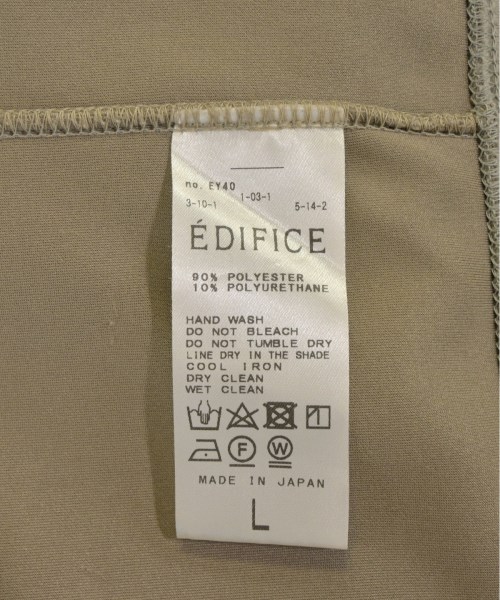 no. EY40
3-10-1 1-03-1 5-14-2
ÉDIFICE
90% POLYESTER
10% POLYURETHANE
HAND WASH
DO NOT BLEACH
DO NOT TUMBLE DRY
LINE DRY IN THE SHADE
COOL IRON
DRY CLEAN
WET CLEAN
F W
MADE IN JAPAN
L